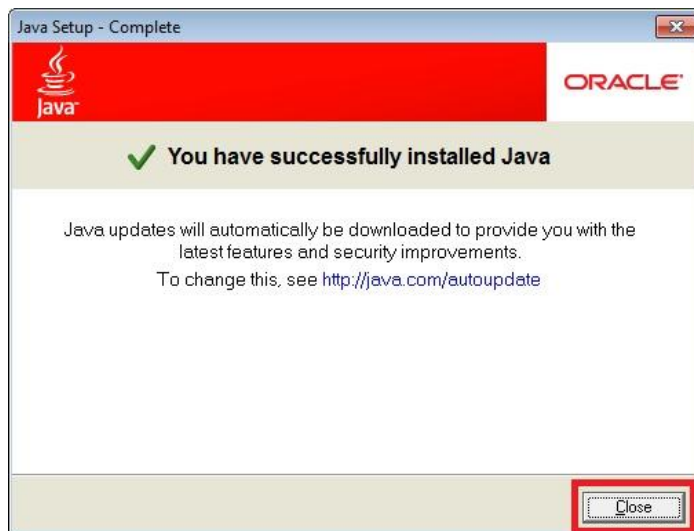 Java Setup - Complete
Java
ORACLE
You have successfully installed Java
Java updates will automatically be downloaded to provide you with the
latest features and security improvements.
To change this, see http://java.com/autoupdate
Close